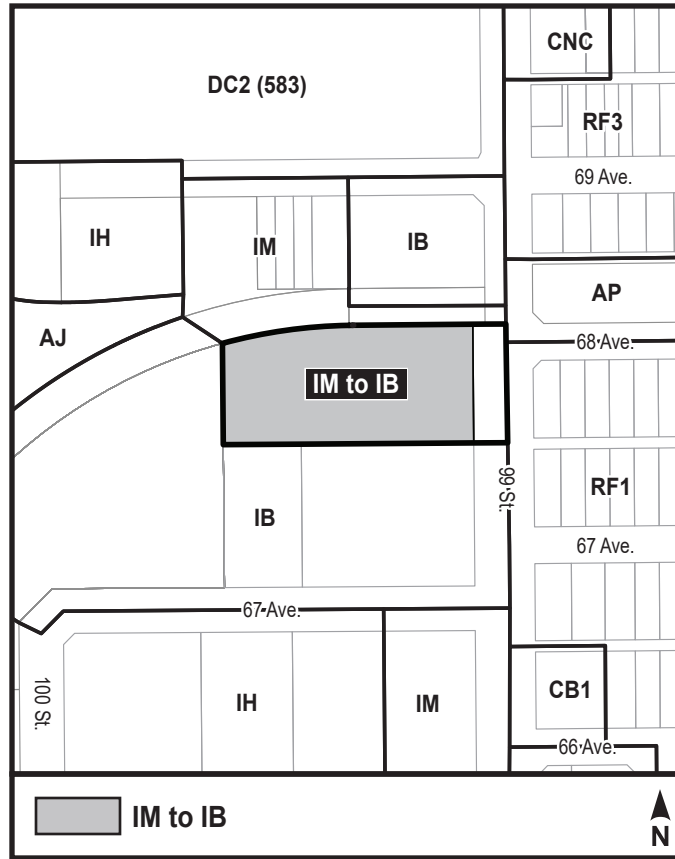 CNC
DC2 (583)
RF3
69 Ave.
IH
IM
IB
AP
AJ
68 Ave.
IM to IB
99 St.
RF1
IB
67 Ave.
67 Ave.
100 St.
IH
IM
CB1
66 Ave.
IM to IB
N